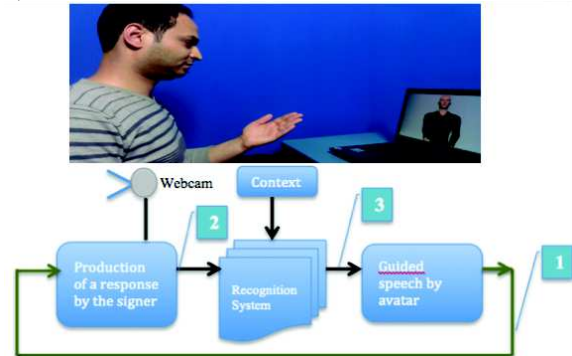 Webcam
Context
2
3
1
Production
of a response
by the signer
Recognition
System
Guided
speech by
avatar